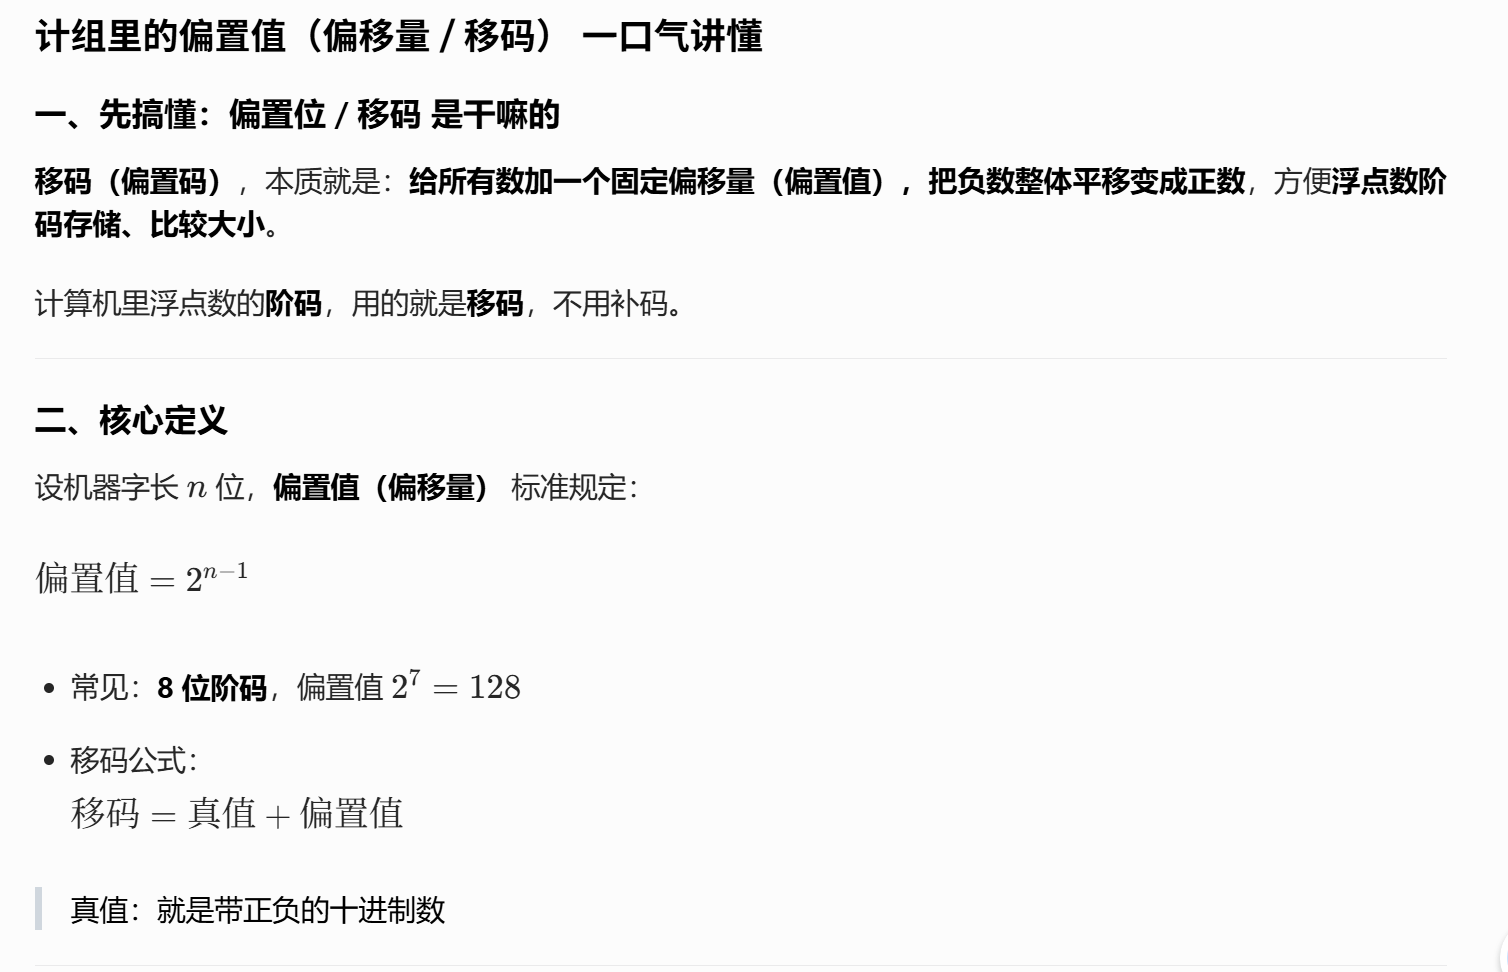 计组里的偏置值（偏移量 / 移码） 一口气讲懂
一、先搞懂：偏置位 / 移码 是干嘛的
移码（偏置码），本质就是：给所有数加一个固定偏移量（偏置值），把负数整体平移变成正数，方便浮点数阶
码存储、比较大小。
计算机里浮点数的阶码，用的就是移码，不用补码。
二、核心定义
设机器字长 n 位，偏置值（偏移量） 标准规定：
偏置值 = 2^{n−1}
• 常见：8 位阶码，偏置值 2^7 = 128
• 移码公式：
移码 = 真值 + 偏置值
真值：就是带正负的十进制数